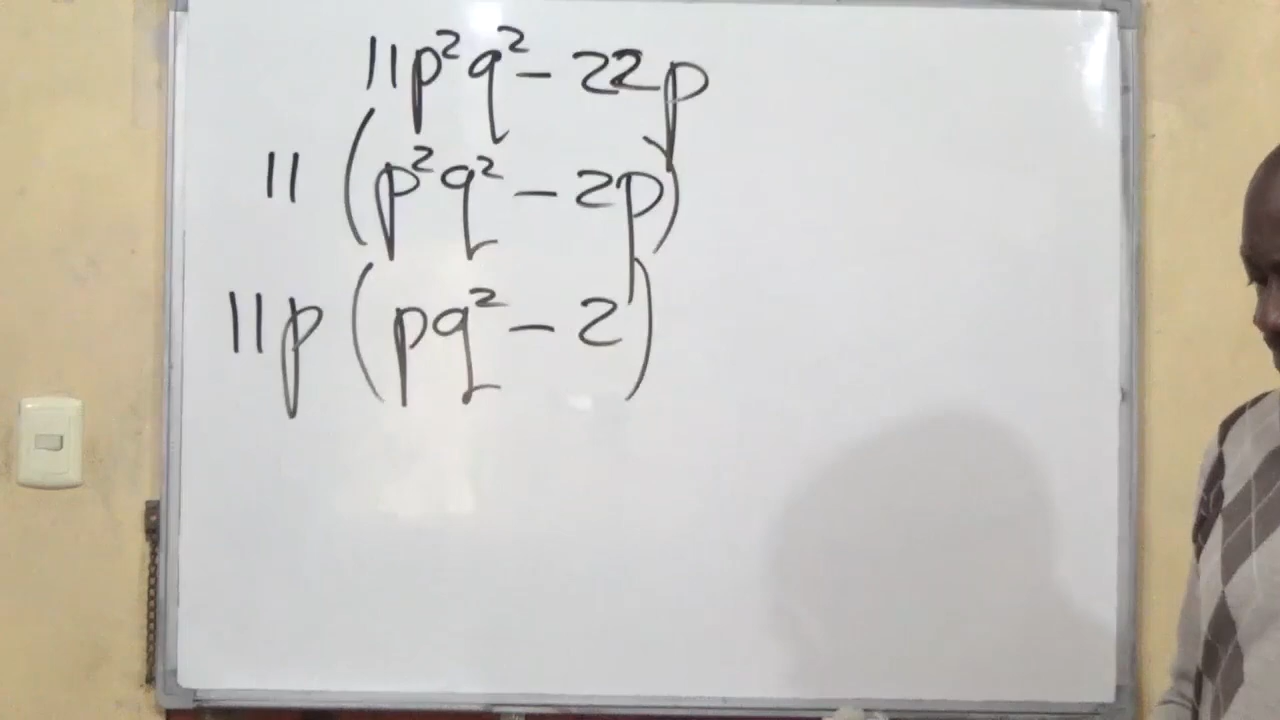 11p²q² - 22p
11 (p²q² - 2p)
11p (pq² - 2)